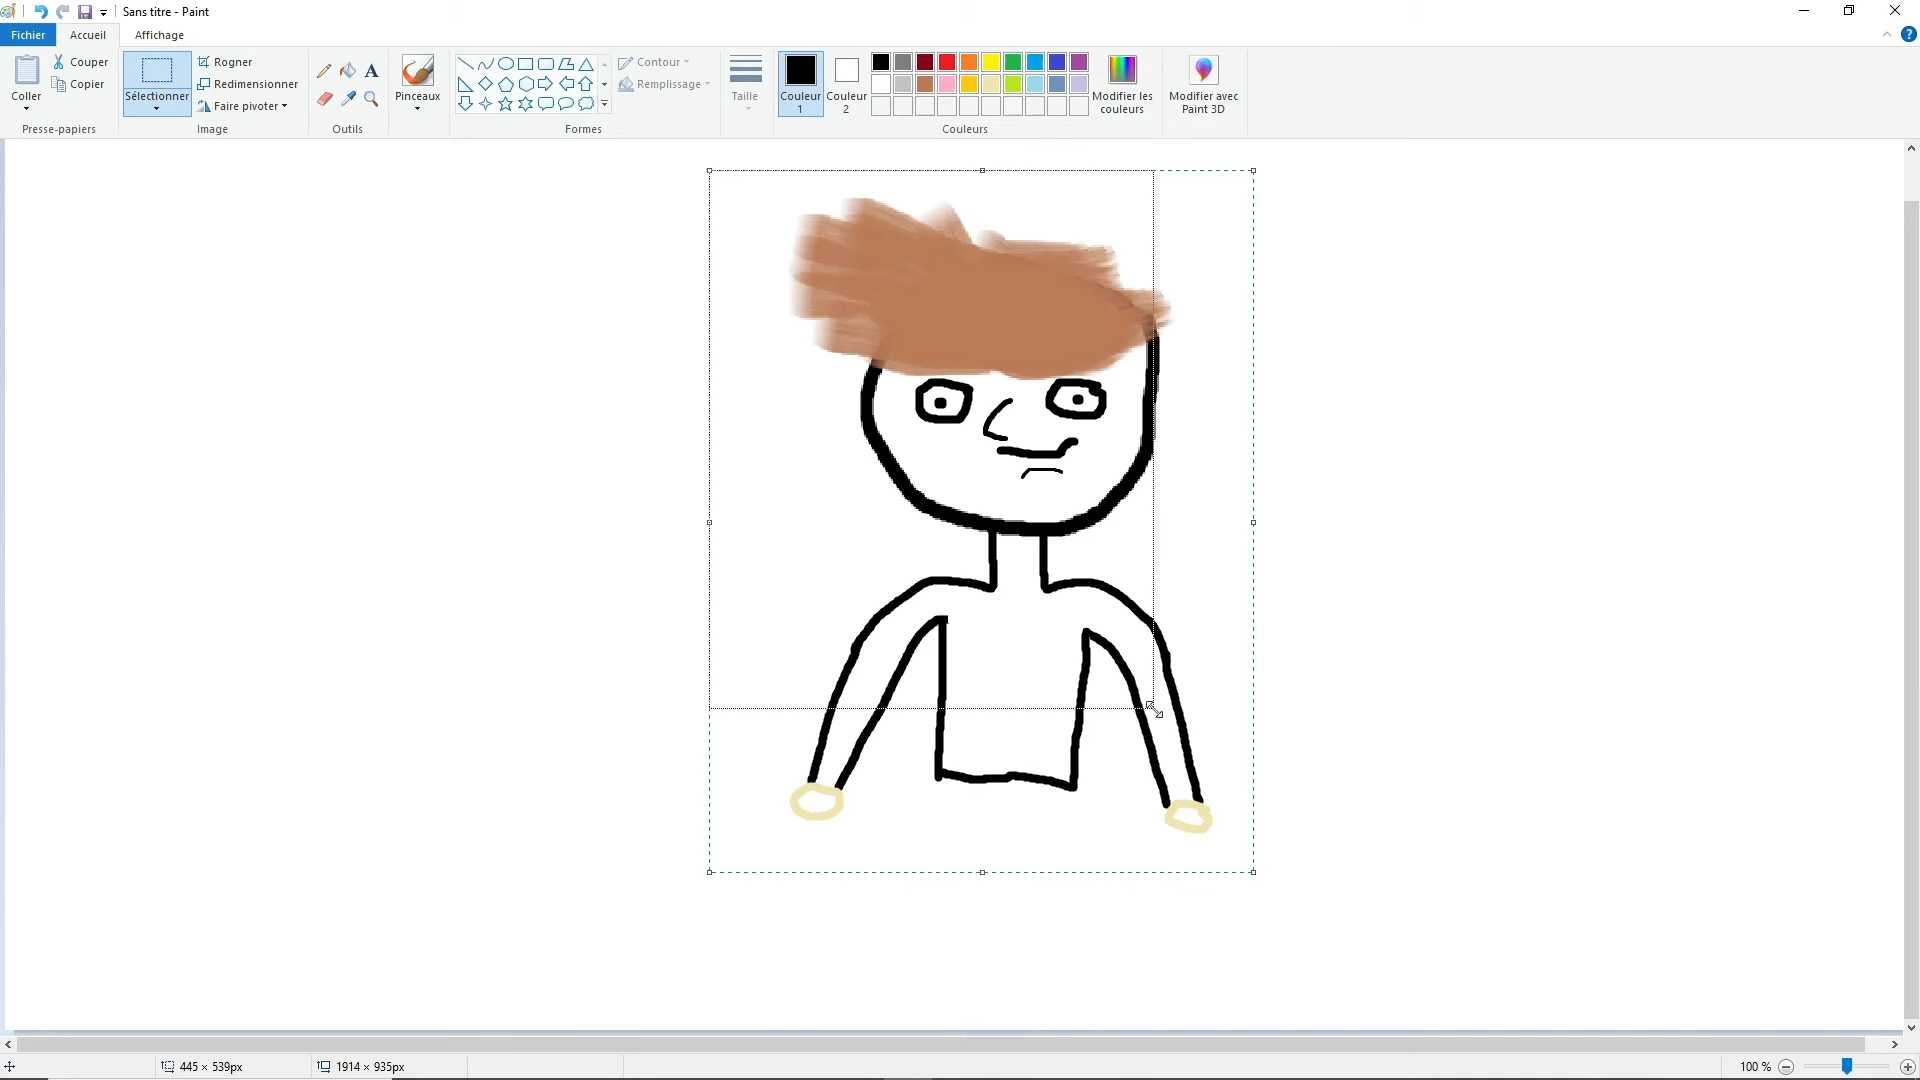 Sans titre - Paint
Fichier
Accueil
Affichage
Coller
Couper
Copier
Presse-papiers
Sélectionner
Rogner
Redimensionner
Faire pivoter
Image
A
Outils
Pinceaux
Contour
Remplissage
Formes
Taille
Couleur
1
Couleur
2
Modifier les
couleurs
Couleurs
Modifier avec
Paint 3D
?
445 × 539px
1914 × 935px
100 %